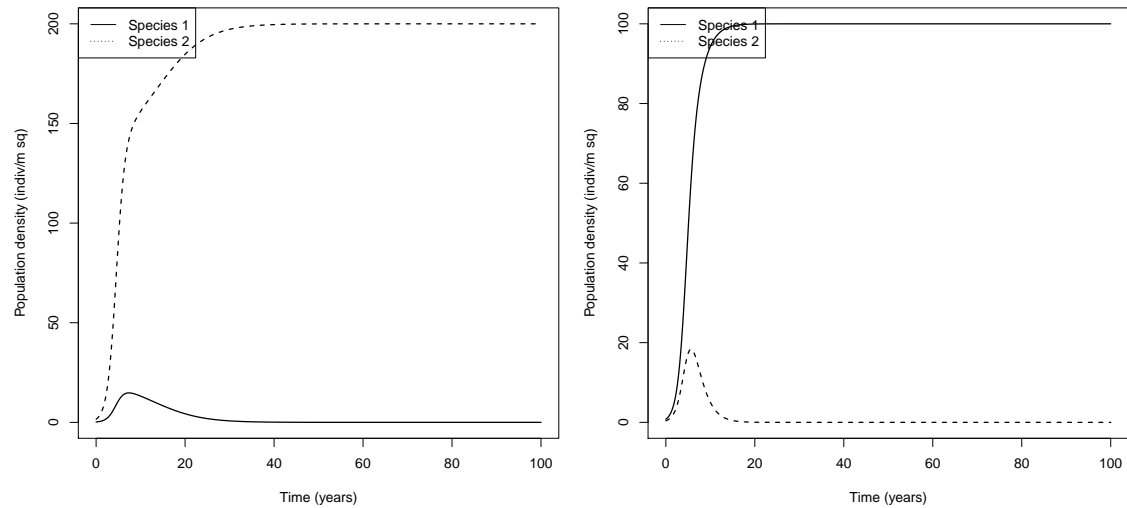 Species 1
Species 2
200
150
100
50
0
Population density (indiv/m sq)
0 20 40 60 80 100
Time (years)
Species 1
Species 2
100
80
60
40
20
0
Population density (indiv/m sq)
0 20 40 60 80 100
Time (years)